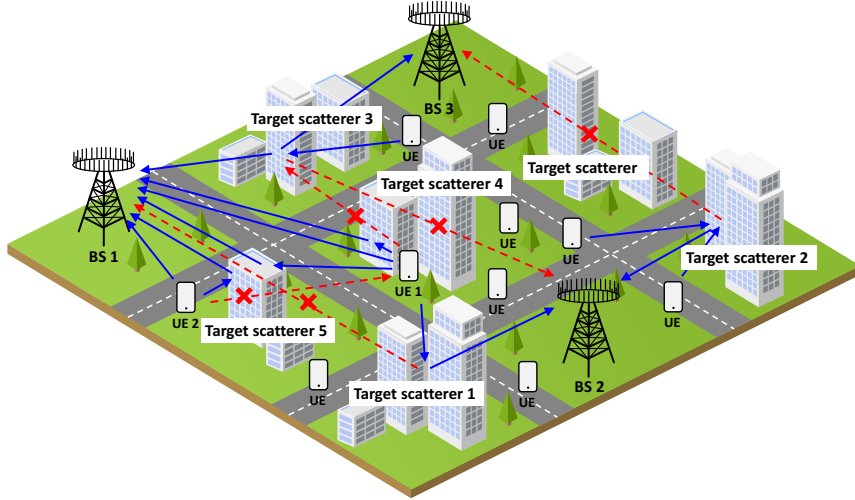 BS 3
Target scatterer 3
UE
UE
Target scatterer
Target scatterer 4
UE
UE
BS 1
Target scatterer 2
UE 1
UE
UE 2
UE
Target scatterer 5
BS 2
UE
UE
Target scatterer 1